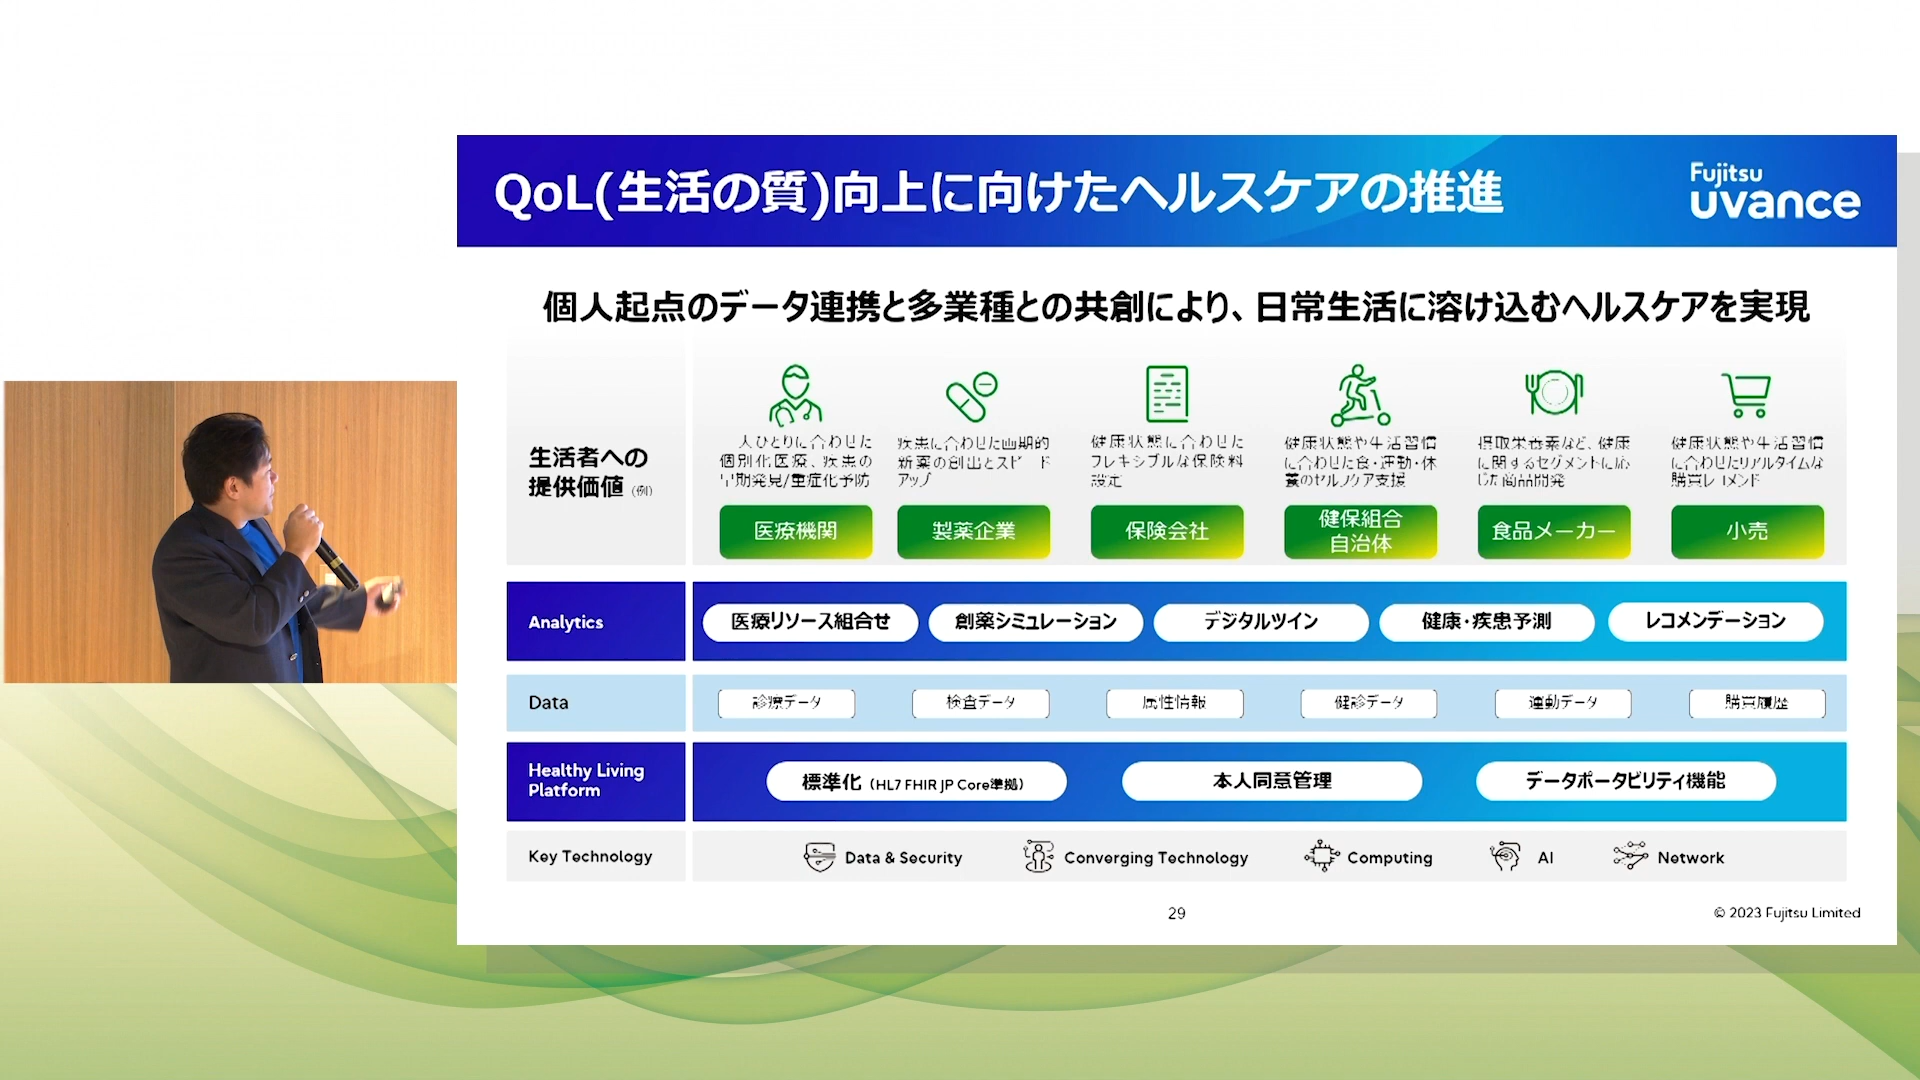 QoL(生活の質)向上に向けたヘルスケアの推進
Fujitsu
uvance
個人起点のデータ連携と多業種との共創により、日常生活に溶け込むヘルスケアを実現
生活者への
提供価値（例）
一人ひとりに合わせた
個別化医療、疾患の
早期発見/重症化予防
医療機関
疾患に合わせた画期的
新薬の創出とスピード
アップ
製薬企業
健康状態に合わせた
フレキシブルな保険料
設定
保険会社
健康状態や生活習慣
に合わせた食・運動・休
養のセルフケア支援
健保組合
自治体
摂取栄養素など、健康
に関するセグメントに応
じた商品開発
食品メーカー
健康状態や生活習慣
に合わせたリアルタイムな
購買レコメンド
小売
Analytics
医療リソース組合せ
創薬シミュレーション
デジタルツイン
健康・疾患予測
レコメンデーション
Data
診療データ
検査データ
属性情報
健診データ
運動データ
購買履歴
Healthy Living
Platform
標準化（HL7 FHIR JP Core準拠）
本人同意管理
データポータビリティ機能
Key Technology
Data & Security
Converging Technology
Computing
AI
Network
29
© 2023 Fujitsu Limited